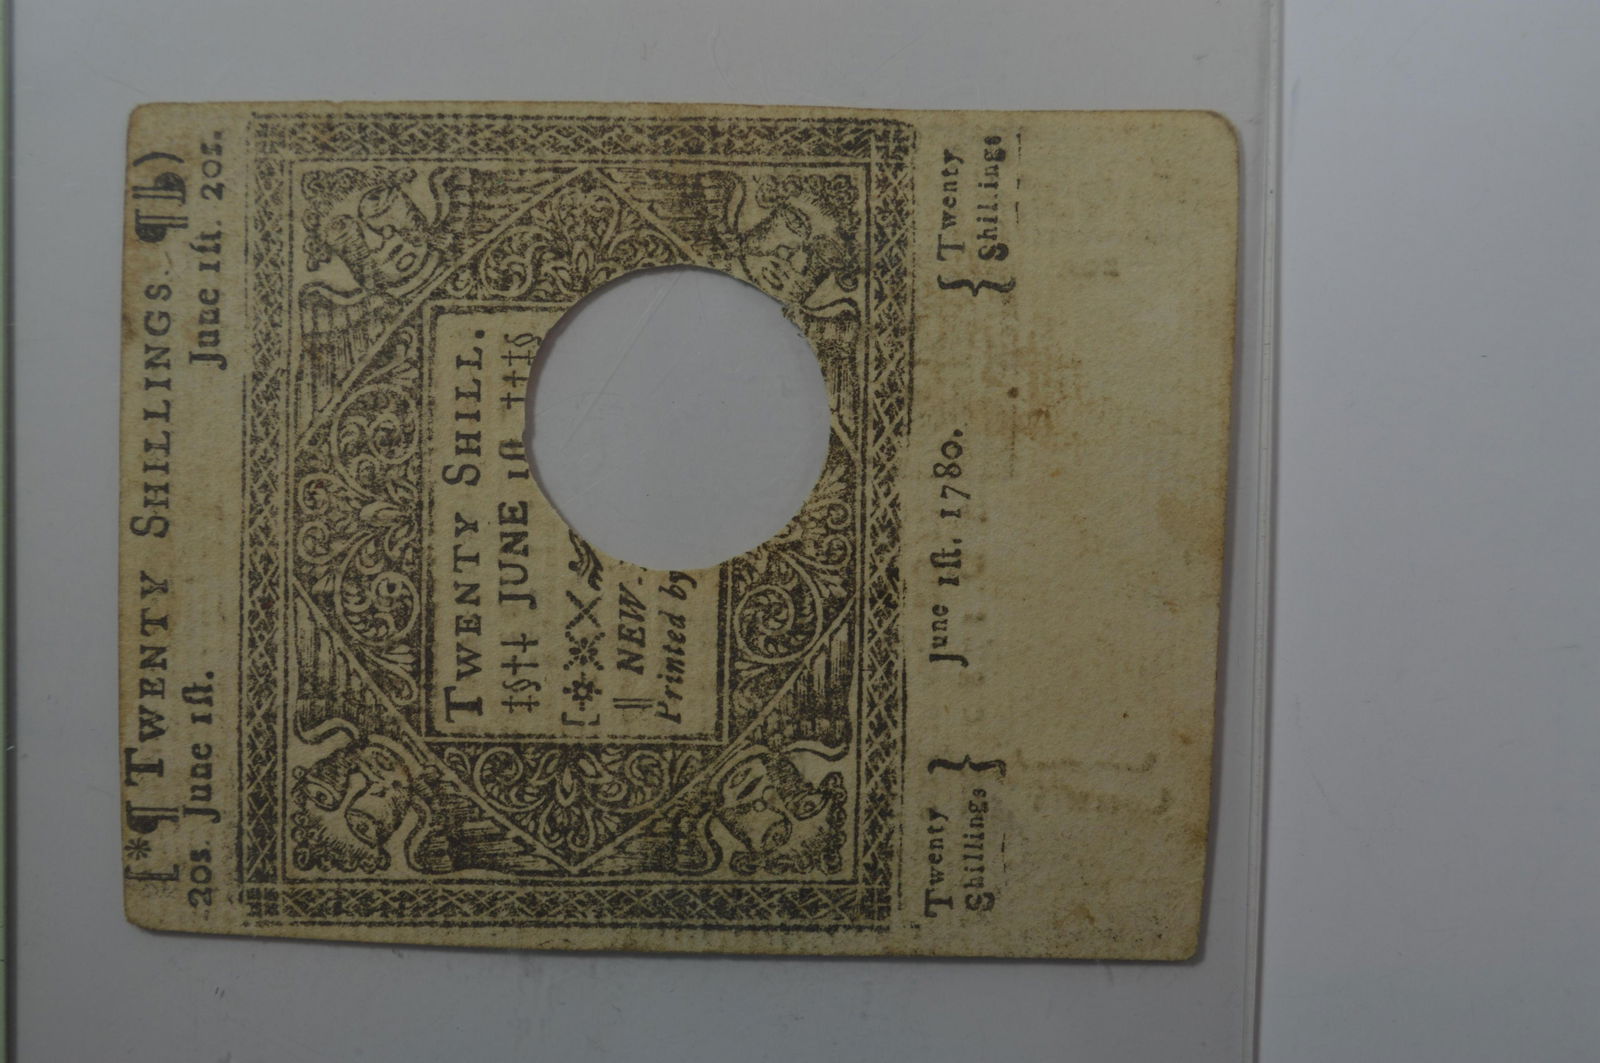 [*¶ TWENTY SHILLINGS. ¶
20s. June 1ſt. June 1ſt. 20s.
TWENTY SHILL.
‡§†‡ JUNE 1ſt †‡‡§
NEW-
Printed by
Twenty Shillings } June 1ſt. 1780. { Twenty Shillings